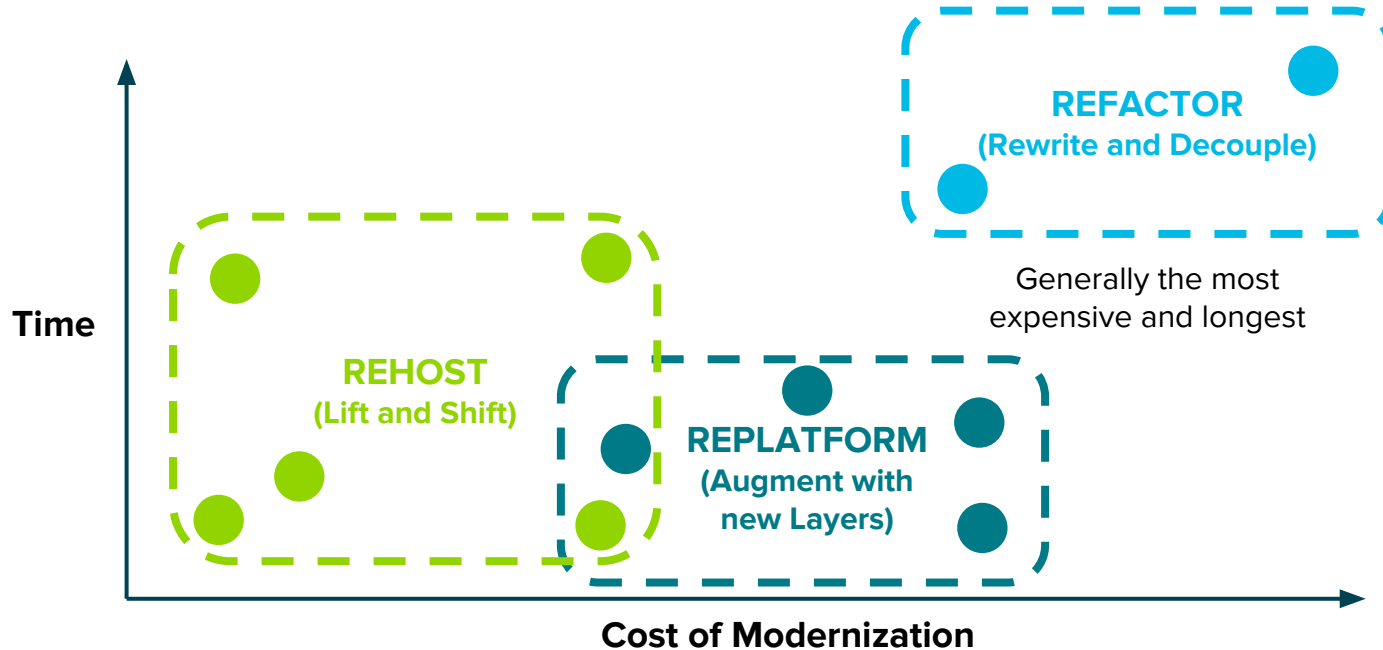 REFACTOR
(Rewrite and Decouple)
Generally the most
expensive and longest
Time
REHOST
(Lift and Shift)
REPLATFORM
(Augment with
new Layers)
Cost of Modernization